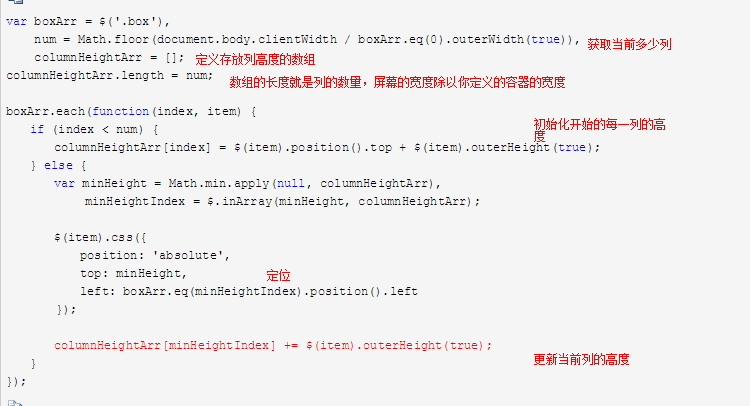 var boxArr = $('.box'),
num = Math.floor(document.body.clientWidth / boxArr.eq(0).outerWidth(true)), 获取当前多少列
columnHeightArr = []; 定义存放列高度的数组
columnHeightArr.length = num; 数组的长度就是列的数量，屏幕的宽度除以你定义的容器的宽度
boxArr.each(function(index, item) {
初始化开始的每一列的高
度
if (index < num) {
columnHeightArr[index] = $(item).position().top + $(item).outerHeight(true);
} else {
var minHeight = Math.min.apply(null, columnHeightArr),
minHeightIndex = $.inArray(minHeight, columnHeightArr);
$(item).css({
position: 'absolute',
top: minHeight, 定位
left: boxArr.eq(minHeightIndex).position().left
});
columnHeightArr[minHeightIndex] += $(item).outerHeight(true);
更新当前列的高度
}
});